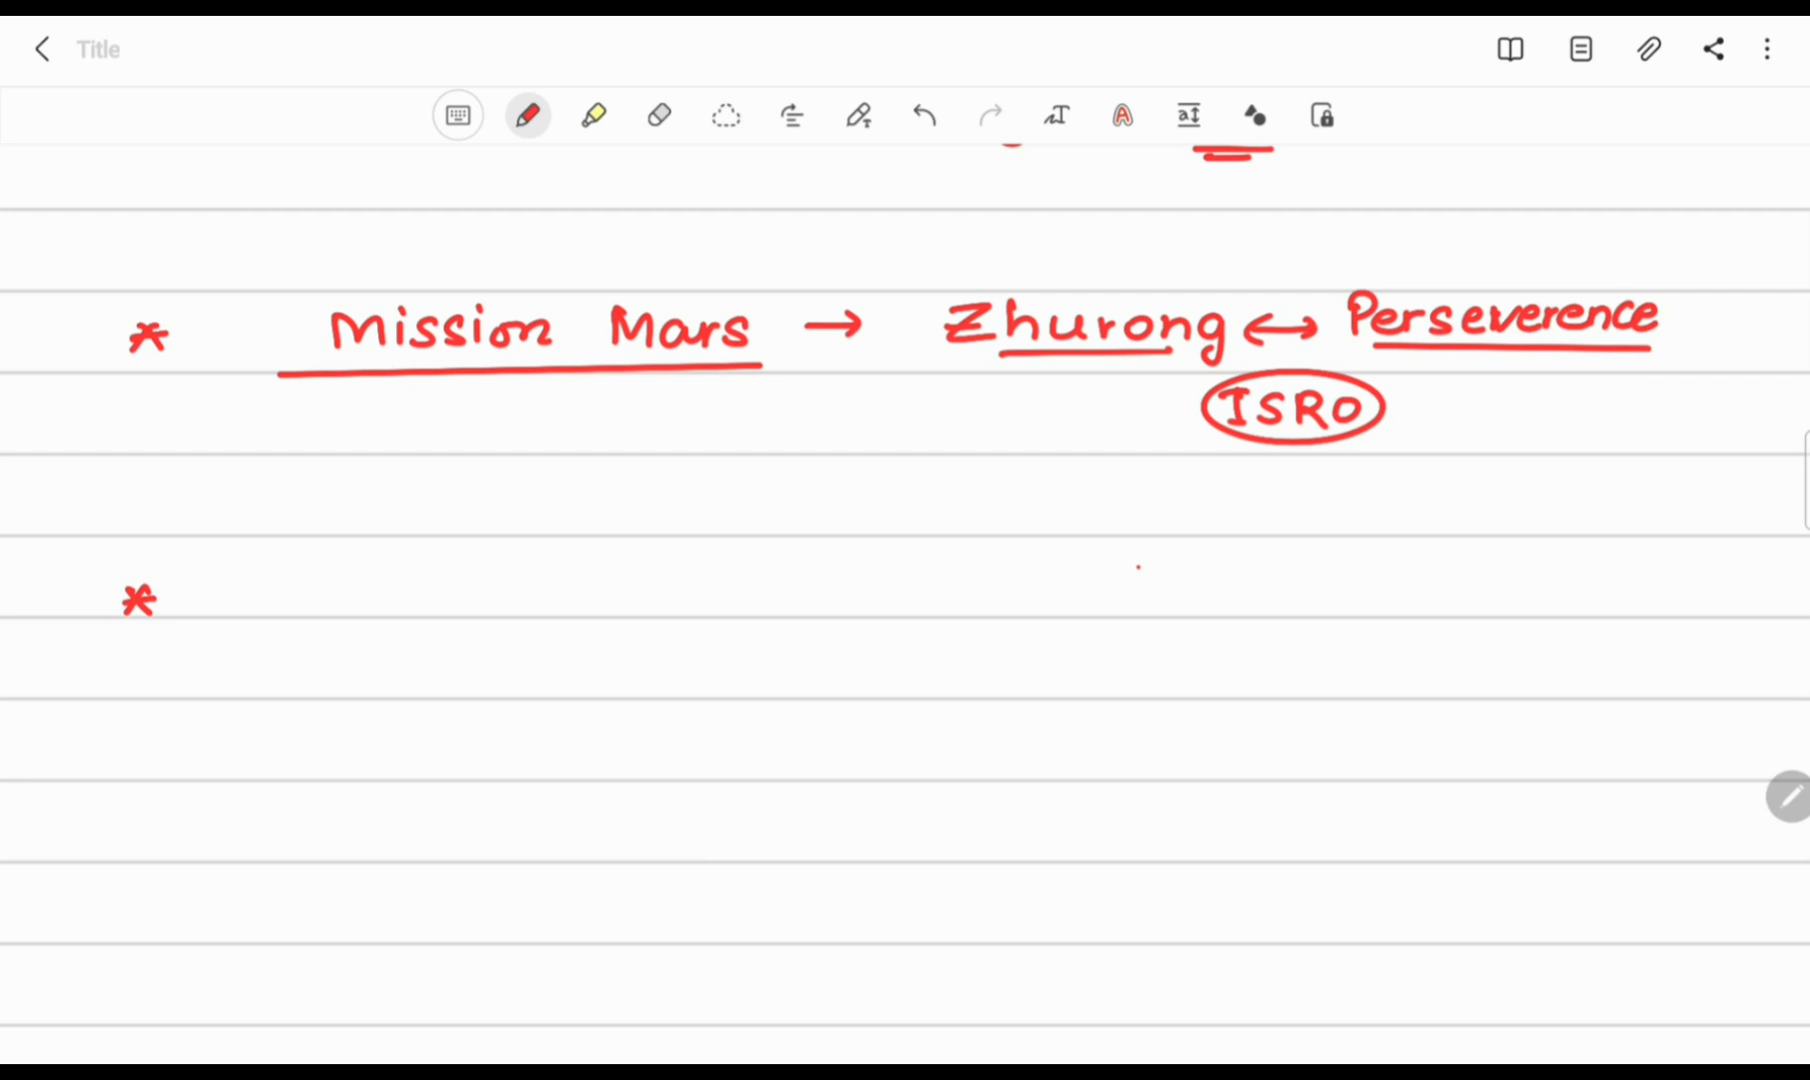 Title
* Mission Mars → Zhurong ↔ Perseverence
ISRO
*